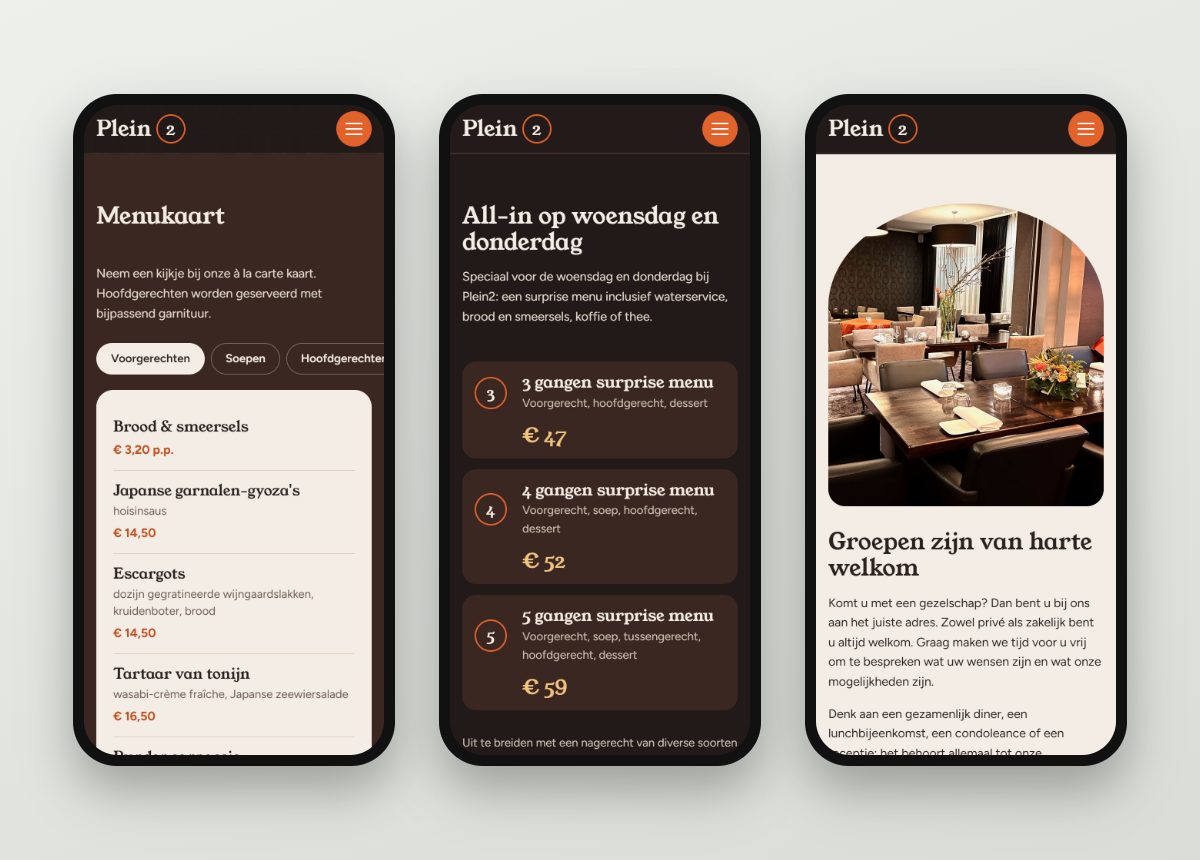 Plein 2
Menukaart
Neem een kijkje bij onze à la carte kaart.
Hoofdgerechten worden geserveerd met
bijpassend garnituur.
Voorgerechten
Soepen
Hoofdgerechten
Brood & smeersels
€ 3,20 p.p.
Japanse garnalen-gyoza's
hoisinsaus
€ 14,50
Escargots
dozijn gegratineerde wijngaardslakken,
kruidenboter, brood
€ 14,50
Tartaar van tonijn
wasabi-crème fraîche, Japanse zeewiersalade
€ 16,50
Plein 2
All-in op woensdag en
donderdag
Speciaal voor de woensdag en donderdag bij
Plein2: een surprise menu inclusief waterservice,
brood en smeersels, koffie of thee.
3
3 gangen surprise menu
Voorgerecht, hoofdgerecht, dessert
€ 47
4
4 gangen surprise menu
Voorgerecht, soep, hoofdgerecht,
dessert
€ 52
5
5 gangen surprise menu
Voorgerecht, soep, tussengerecht,
hoofdgerecht, dessert
€ 59
Uit te breiden met een nagerecht van diverse soorten
Plein 2
Groepen zijn van harte
welkom
Komt u met een gezelschap? Dan bent u bij ons
aan het juiste adres. Zowel privé als zakelijk bent
u altijd welkom. Graag maken we tijd voor u vrij
om te bespreken wat uw wensen zijn en wat onze
mogelijkheden zijn.
Denk aan een gezamenlijk diner, een
lunchbijeenkomst, een condoleance of een
receptie: het behoort allemaal tot onze